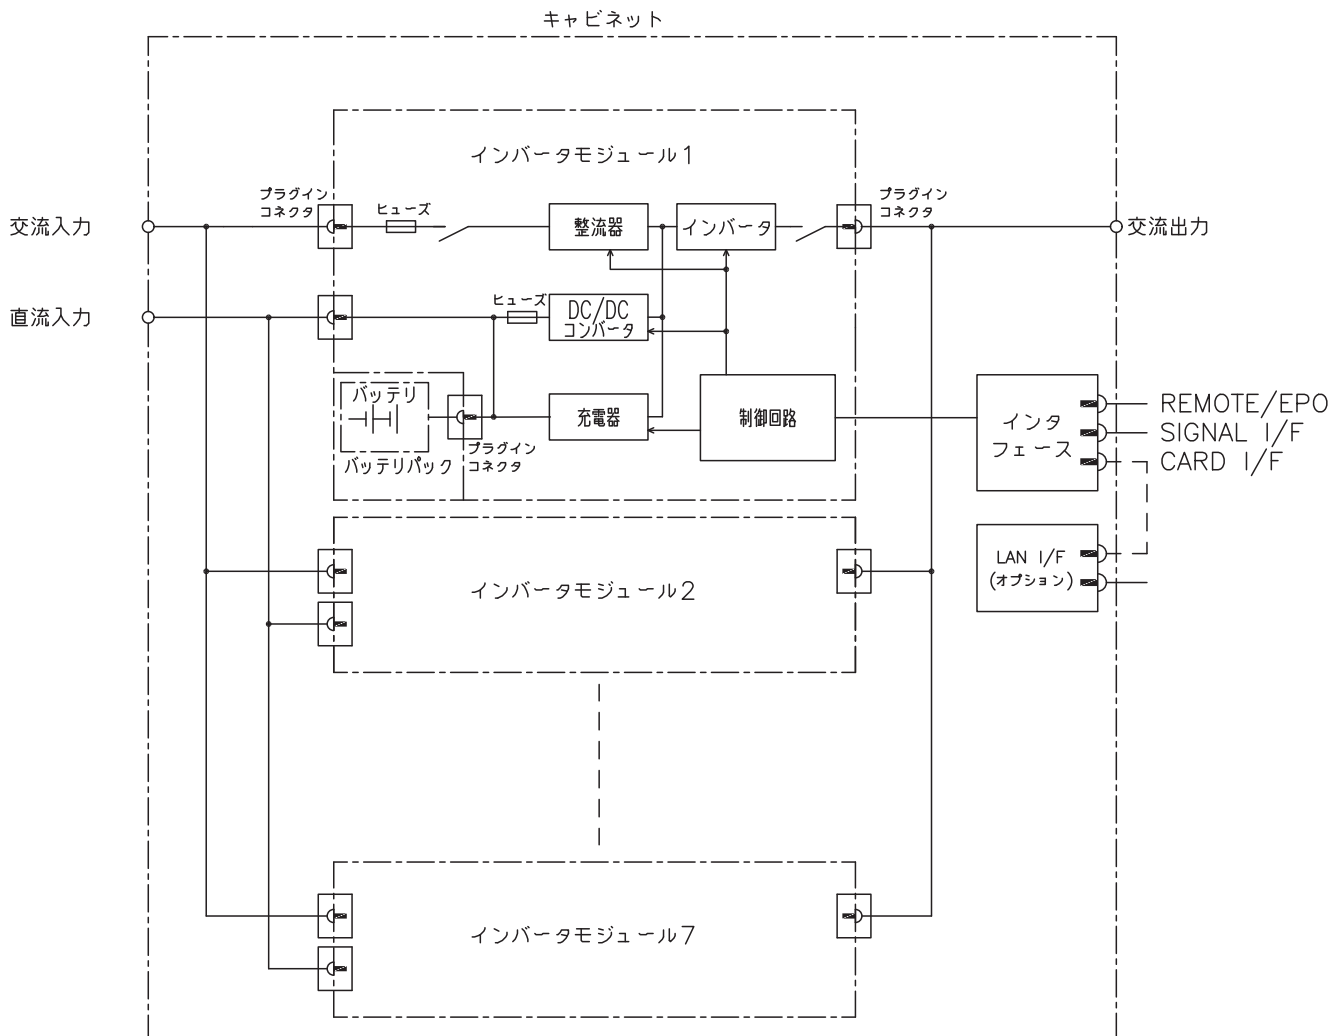 キャビネット
インバータモジュール1
プラグイン
コネクタ
ヒューズ
プラグイン
コネクタ
交流入力
整流器
インバータ
交流出力
直流入力
ヒューズ
DC/DC
コンバータ
バッテリ
充電器
制御回路
プラグイン
コネクタ
バッテリパック
インタ
フェース
REMOTE/EPO
SIGNAL I/F
CARD I/F
LAN I/F
(オプション)
インバータモジュール2
インバータモジュール7